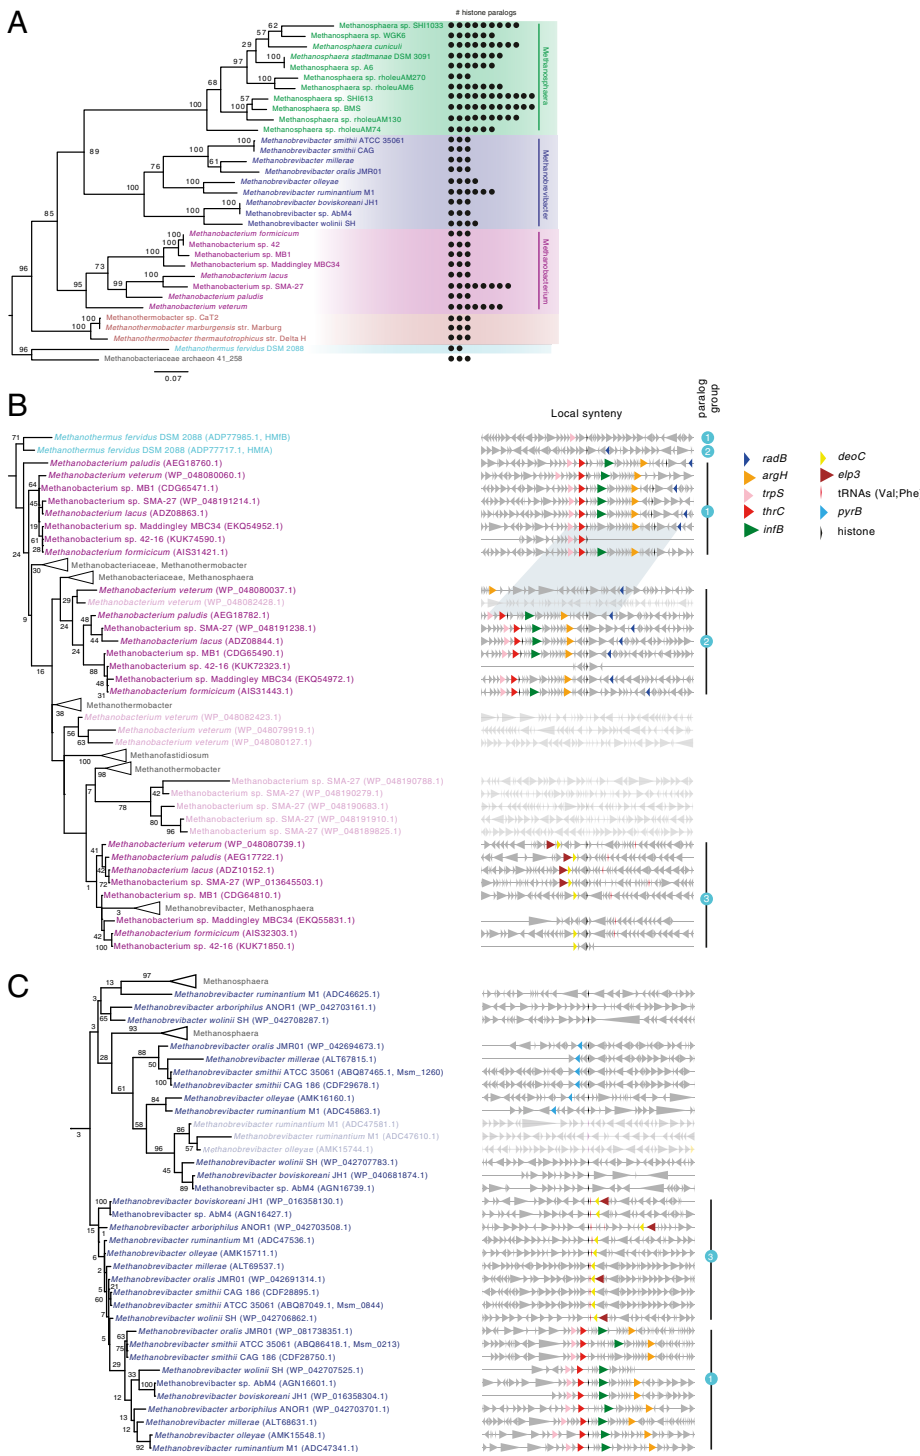 A
# histone paralogs
Methanosphaera sp. SHI1033
Methanosphaera sp. WGK6
Methanosphaera cuniculi
Methanosphaera stadtmanae DSM 3091
Methanosphaera sp. A6
Methanosphaera sp. rholeuAM270
Methanosphaera sp. rholeuAM6
Methanosphaera sp. SHI613
Methanosphaera sp. BMS
Methanosphaera sp. rholeuAM130
Methanosphaera sp. rholeuAM74
Methanosphaera
Methanobrevibacter smithii ATCC 35061
Methanobrevibacter smithii CAG
Methanobrevibacter millerae
Methanobrevibacter oralis JMR01
Methanobrevibacter olleyae
Methanobrevibacter ruminantium M1
Methanobrevibacter boviskoreani JH1
Methanobrevibacter sp. AbM4
Methanobrevibacter wolinii SH
Methanobrevibacter
Methanobacterium formicicum
Methanobacterium sp. 42
Methanobacterium sp. MB1
Methanobacterium sp. Maddingley MBC34
Methanobacterium lacus
Methanobacterium sp. SMA-27
Methanobacterium paludis
Methanobacterium veterum
Methanobacterium
Methanothermobacter sp. CaT2
Methanothermobacter marburgensis str. Marburg
Methanothermobacter thermautotrophicus str. Delta H
Methanothermus fervidus DSM 2088
Methanobacteriaceae archaeon 41_258
62
57
29
97
100
100
68
57
100
100
100
100
61
76
100
100
100
89
85
100
100
100
73
100
99
95
96
100
100
96
0.07
B
Local synteny
paralog group
Methanothermus fervidus DSM 2088 (ADP77985.1, HMfB)
Methanothermus fervidus DSM 2088 (ADP77717.1, HMfA)
Methanobacterium paludis (AEG18760.1)
Methanobacterium veterum (WP_048080060.1)
Methanobacterium sp. MB1 (CDG65471.1)
Methanobacterium sp. SMA-27 (WP_048191214.1)
Methanobacterium lacus (ADZ08863.1)
Methanobacterium sp. Maddingley MBC34 (EKQ54952.1)
Methanobacterium sp. 42-16 (KUK74590.1)
Methanobacterium formicicum (AIS31421.1)
Methanobacteriaceae, Methanothermobacter
Methanobacteriaceae, Methanosphaera
Methanobacterium veterum (WP_048080037.1)
Methanobacterium veterum (WP_048082428.1)
Methanobacterium paludis (AEG18782.1)
Methanobacterium sp. SMA-27 (WP_048191238.1)
Methanobacterium lacus (ADZ08844.1)
Methanobacterium sp. MB1 (CDG65490.1)
Methanobacterium sp. 42-16 (KUK72323.1)
Methanobacterium sp. Maddingley MBC34 (EKQ54972.1)
Methanobacterium formicicum (AIS31443.1)
Methanothermobacter
Methanobacterium veterum (WP_048082423.1)
Methanobacterium veterum (WP_048079919.1)
Methanobacterium veterum (WP_048080127.1)
Methanofastidiosum
Methanothermobacter
Methanobacterium sp. SMA-27 (WP_048190788.1)
Methanobacterium sp. SMA-27 (WP_048190279.1)
Methanobacterium sp. SMA-27 (WP_048190683.1)
Methanobacterium sp. SMA-27 (WP_048191910.1)
Methanobacterium sp. SMA-27 (WP_048189825.1)
Methanobacterium veterum (WP_048080739.1)
Methanobacterium paludis (AEG17722.1)
Methanobacterium lacus (ADZ10152.1)
Methanobacterium sp. SMA-27 (WP_013645503.1)
Methanobacterium sp. MB1 (CDG64810.1)
Methanobrevibacter, Methanosphaera
Methanobacterium sp. Maddingley MBC34 (EKQ55831.1)
Methanobacterium formicicum (AIS32303.1)
Methanobacterium sp. 42-16 (KUK71850.1)
71
64
45
19
61
28
24
30
9
29
24
48
44
24
88
48
31
16
38
56
63
100
98
7
78
42
80
96
41
42
72
1
3
42
100
1
2
1
2
3
radB
argH
trpS
thrC
infB
deoC
elp3
tRNAs (Val;Phe)
pyrB
histone
C
Methanosphaera
Methanobrevibacter ruminantium M1 (ADC46625.1)
Methanobrevibacter arboriphilus ANOR1 (WP_042703161.1)
Methanobrevibacter wolinii SH (WP_042708287.1)
Methanosphaera
Methanobrevibacter oralis JMR01 (WP_042694673.1)
Methanobrevibacter millerae (ALT67815.1)
Methanobrevibacter smithii ATCC 35061 (ABQ87465.1, Msm_1260)
Methanobrevibacter smithii CAG 186 (CDF29678.1)
Methanobrevibacter olleyae (AMK16160.1)
Methanobrevibacter ruminantium M1 (ADC45863.1)
Methanobrevibacter ruminantium M1 (ADC47581.1)
Methanobrevibacter ruminantium M1 (ADC47610.1)
Methanobrevibacter olleyae (AMK15744.1)
Methanobrevibacter wolinii SH (WP_042707783.1)
Methanobrevibacter boviskoreani JH1 (WP_040681874.1)
Methanobrevibacter sp. AbM4 (AGN16739.1)
Methanobrevibacter boviskoreani JH1 (WP_016358130.1)
Methanobrevibacter sp. AbM4 (AGN16427.1)
Methanobrevibacter arboriphilus ANOR1 (WP_042703508.1)
Methanobrevibacter ruminantium M1 (ADC47536.1)
Methanobrevibacter olleyae (AMK15711.1)
Methanobrevibacter millerae (ALT69537.1)
Methanobrevibacter oralis JMR01 (WP_042691314.1)
Methanobrevibacter smithii CAG 186 (CDF28895.1)
Methanobrevibacter smithii ATCC 35061 (ABQ87049.1, Msm_0844)
Methanobrevibacter wolinii SH (WP_042706862.1)
Methanobrevibacter oralis JMR01 (WP_081738351.1)
Methanobrevibacter smithii ATCC 35061 (ABQ86418.1, Msm_0213)
Methanobrevibacter smithii CAG 186 (CDF28750.1)
Methanobrevibacter wolinii SH (WP_042707525.1)
Methanobrevibacter sp. AbM4 (AGN16601.1)
Methanobrevibacter boviskoreani JH1 (WP_016358304.1)
Methanobrevibacter arboriphilus ANOR1 (WP_042703701.1)
Methanobrevibacter millerae (ALT68631.1)
Methanobrevibacter olleyae (AMK15548.1)
Methanobrevibacter ruminantium M1 (ADC47341.1)
97
13
3
65
3
93
28
88
50
100
61
84
58
86
57
96
45
89
3
100
15
1
6
2
21
5
60
7
5
63
75
29
33
100
12
13
12
92
3
1